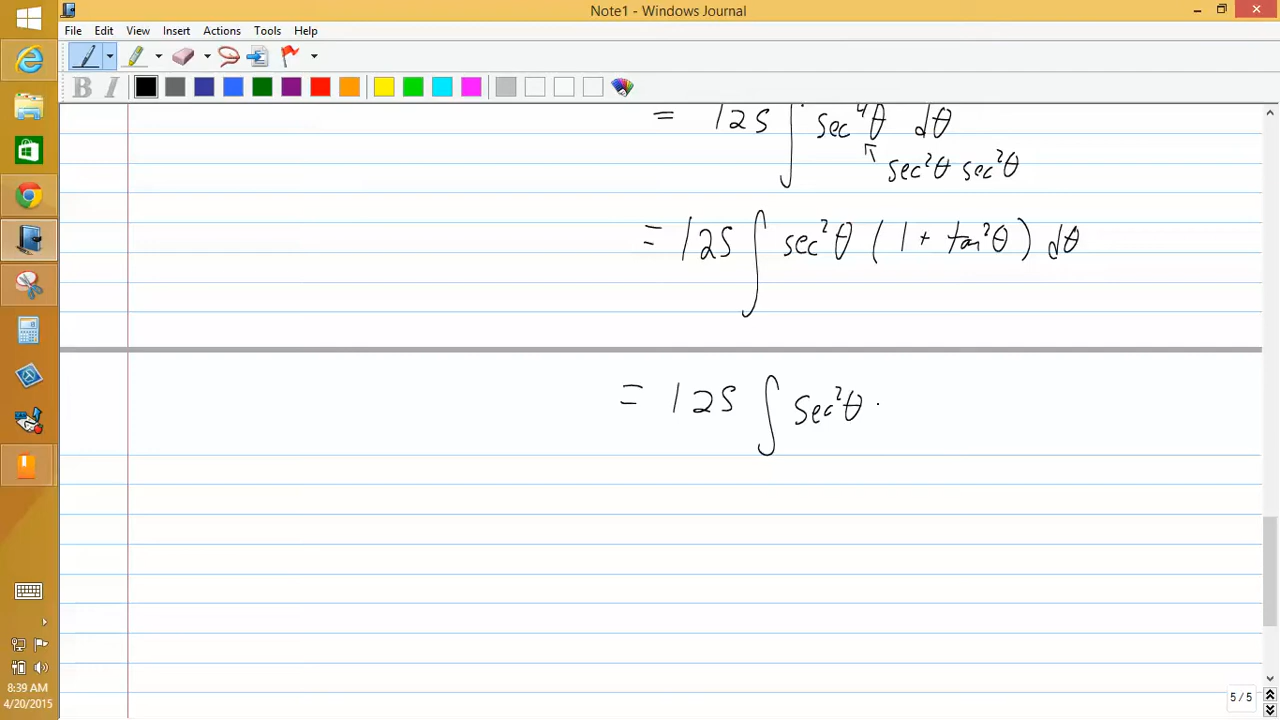 Note1 - Windows Journal
File Edit View Insert Actions Tools Help
B I
= 125 ∫ sec⁴θ dθ
sec²θ sec²θ
= 125 ∫ sec²θ (1 + tan²θ) dθ
= 125 ∫ sec²θ
8:39 AM
4/20/2015
5 / 5